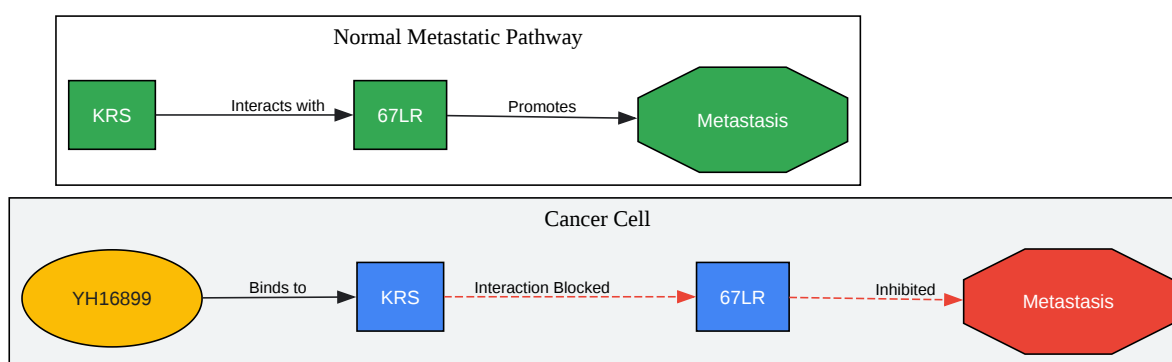 Normal Metastatic Pathway
KRS
Interacts with
67LR
Promotes
Metastasis
Cancer Cell
YH16899
Binds to
KRS
Interaction Blocked
67LR
Inhibited
Metastasis